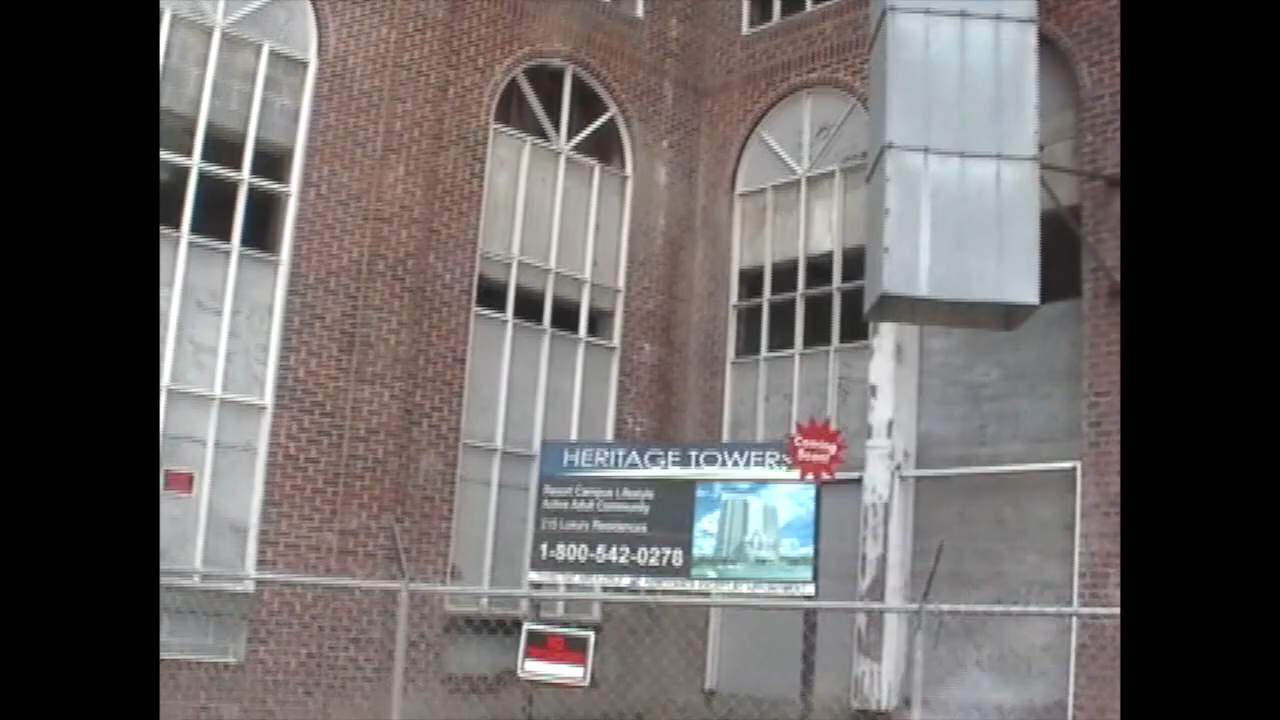 HERITAGE TOWERS
Coming
Soon!
Resort Campus Lifestyle
Active Adult Community
215 Luxury Residences
1-800-542-0278